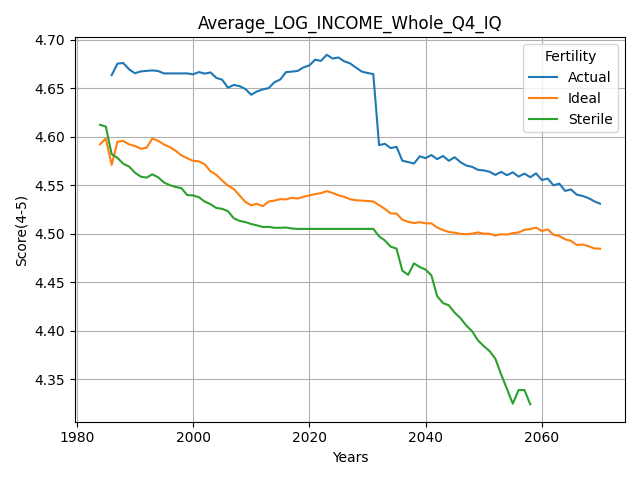 Average_LOG_INCOME_Whole_Q4_IQ
4.70
4.65
4.60
4.55
4.50
4.45
4.40
4.35
Score(4-5)
Fertility
Actual
Ideal
Sterile
1980 2000 2020 2040 2060
Years